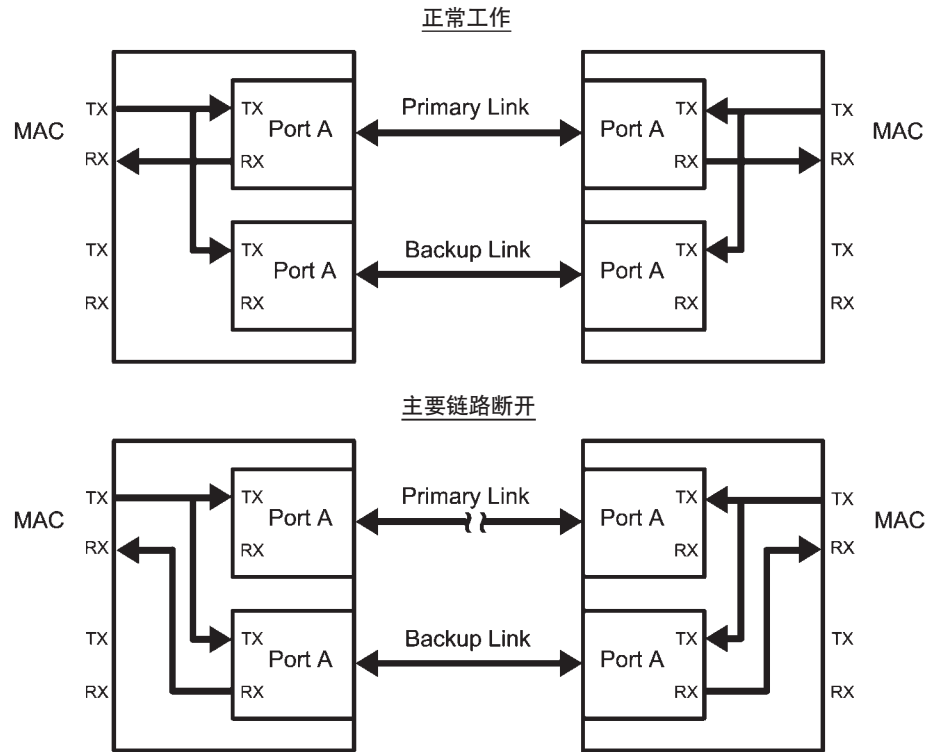 正常工作
TX TX Primary Link TX TX
MAC Port A Port A MAC
RX RX RX RX
TX TX Backup Link TX TX
Port A Port A
RX RX RX RX
主要链路断开
TX TX Primary Link TX TX
MAC Port A Port A MAC
RX RX RX RX
TX TX Backup Link TX TX
Port A Port A
RX RX RX RX